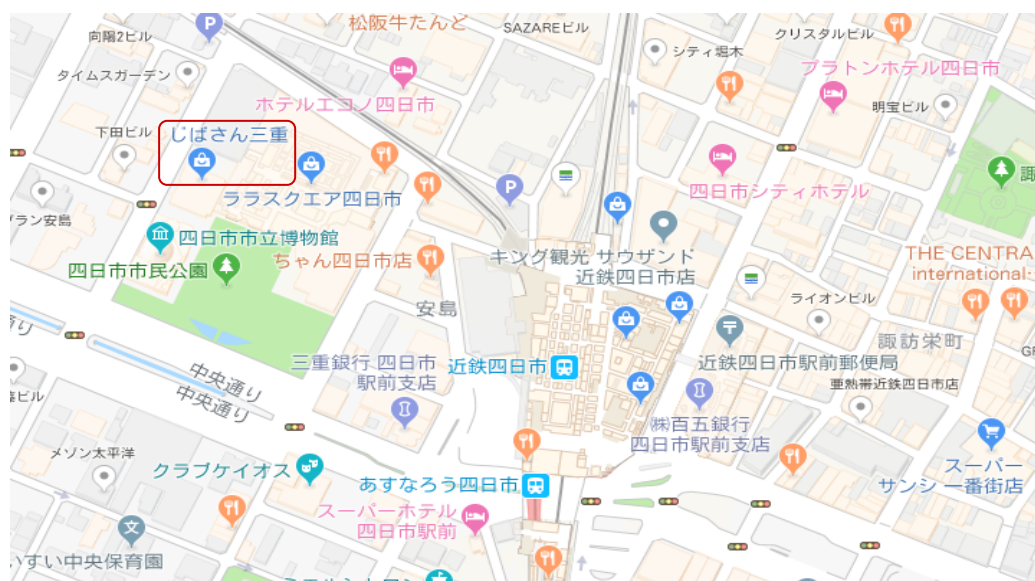 松阪牛たんど
SAZAREビル
クリスタルビル
向陽2ビル
シティ堀木
プラトンホテル四日市
タイムスガーデン
ホテルエコノ四日市
明宝ビル
下田ビル
じばさん三重
四日市シティホテル
ララスクエア四日市
グラン安島
四日市市立博物館
キング観光 サウザンド
近鉄四日市店
ちゃん四日市店
THE CENTRA
international:
四日市市民公園
安島
ライオンビル
諏訪栄町
中央通り
中央通り
三重銀行 四日市
駅前支店
近鉄四日市
近鉄四日市駅前郵便局
亜熱帯近鉄四日市店
㈱百五銀行
四日市駅前支店
メゾン太平洋
クラブケイオス
あすなろう四日市
スーパー
サンシ 一番街店
スーパーホテル
四日市駅前
いすい中央保育園